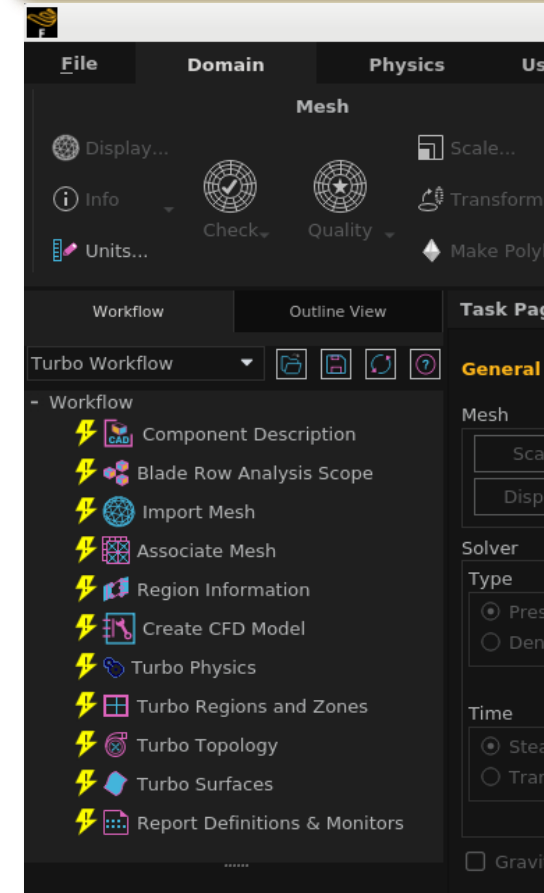 F
File Domain Physics Us
Mesh
Display... Scale...
Info Transform
Check Quality
Units... Make Poly
Workflow Outline View Task Pag
Turbo Workflow ?
General
- Workflow
Mesh
CAD Component Description
Sca
Blade Row Analysis Scope
Disp
Import Mesh
Associate Mesh
Solver
Type
Region Information
Pres
Create CFD Model
Den
Turbo Physics
Turbo Regions and Zones
Time
Turbo Topology
Stea
Turbo Surfaces
Tran
Report Definitions & Monitors
Gravi